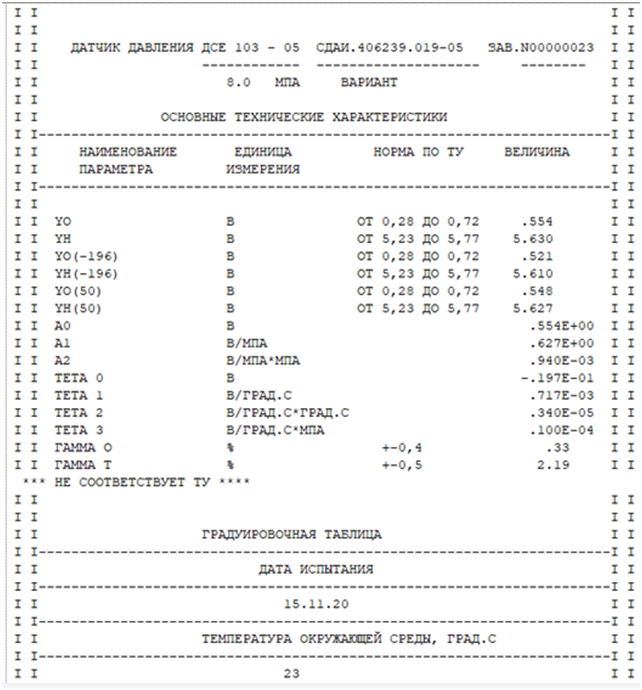 I I I I
I I I I
I I ДАТЧИК ДАВЛЕНИЯ ДСЕ 103 - 05 СДАИ.406239.019-05 ЗАВ.N00000023 I I
I I ------------ -------------------- -------- I I
I I 8.0 МПА ВАРИАНТ I I
I I I I
I I ОСНОВНЫЕ ТЕХНИЧЕСКИЕ ХАРАКТЕРИСТИКИ I I
I I----------------------------------------------------------------------I I
I I НАИМЕНОВАНИЕ ЕДИНИЦА НОРМА ПО ТУ ВЕЛИЧИНА I I
I I ПАРАМЕТРА ИЗМЕРЕНИЯ I I
I I----------------------------------------------------------------------I I
I I I I
I I YO В ОТ 0,28 ДО 0,72 .554 I I
I I YH В ОТ 5,23 ДО 5,77 5.630 I I
I I YO(-196) В ОТ 0,28 ДО 0,72 .521 I I
I I YH(-196) В ОТ 5,23 ДО 5,77 5.610 I I
I I YO(50) В ОТ 0,28 ДО 0,72 .548 I I
I I YH(50) В ОТ 5,23 ДО 5,77 5.627 I I
I I A0 В .554E+00 I I
I I A1 В/МПА .627E+00 I I
I I A2 В/МПА*МПА .940E-03 I I
I I ТЕТА 0 В -.197E-01 I I
I I ТЕТА 1 В/ГРАД.С .717E-03 I I
I I ТЕТА 2 В/ГРАД.С*ГРАД.С .340E-05 I I
I I ТЕТА 3 В/ГРАД.С*МПА .100E-04 I I
I I ГАММА О % +-0,4 .33 I I
I I ГАММА Т % +-0,5 2.19 I I
*** НЕ СООТВЕТСТВУЕТ ТУ ****
I I I I
I I I I
I I ГРАДУИРОВОЧНАЯ ТАБЛИЦА I I
I I----------------------------------------------------------------------I I
I I ДАТА ИСПЫТАНИЯ I I
I I----------------------------------------------------------------------I I
I I 15.11.20 I I
I I----------------------------------------------------------------------I I
I I ТЕМПЕРАТУРА ОКРУЖАЮЩЕЙ СРЕДЫ, ГРАД.С I I
I I----------------------------------------------------------------------I I
I I 23 I I